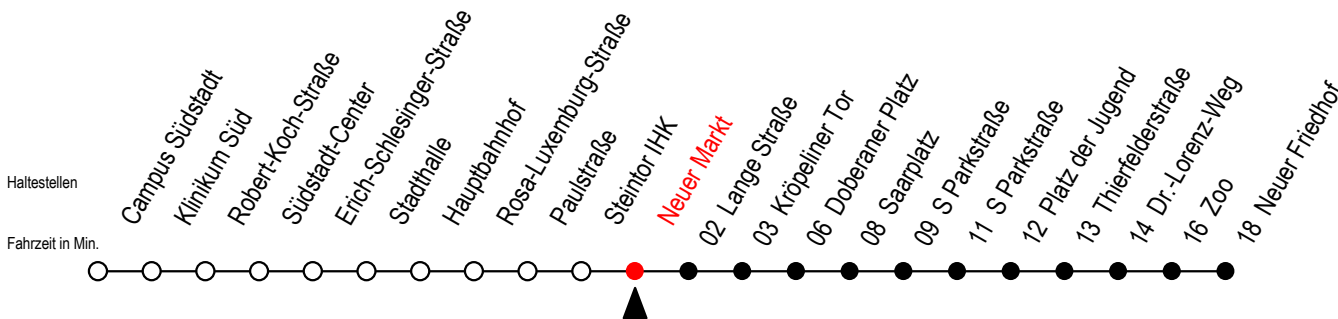 Haltestellen
Fahrzeit in Min.
Campus Südstadt
Klinikum Süd
Robert-Koch-Straße
Südstadt-Center
Erich-Schlesinger-Straße
Stadthalle
Hauptbahnhof
Rosa-Luxemburg-Straße
Paulstraße
Steintor IHK
Neuer Markt
02 Lange Straße
03 Kröpeliner Tor
06 Doberaner Platz
08 Saarplatz
09 S Parkstraße
11 S Parkstraße
12 Platz der Jugend
13 Thierfelderstraße
14 Dr.-Lorenz-Weg
16 Zoo
18 Neuer Friedhof